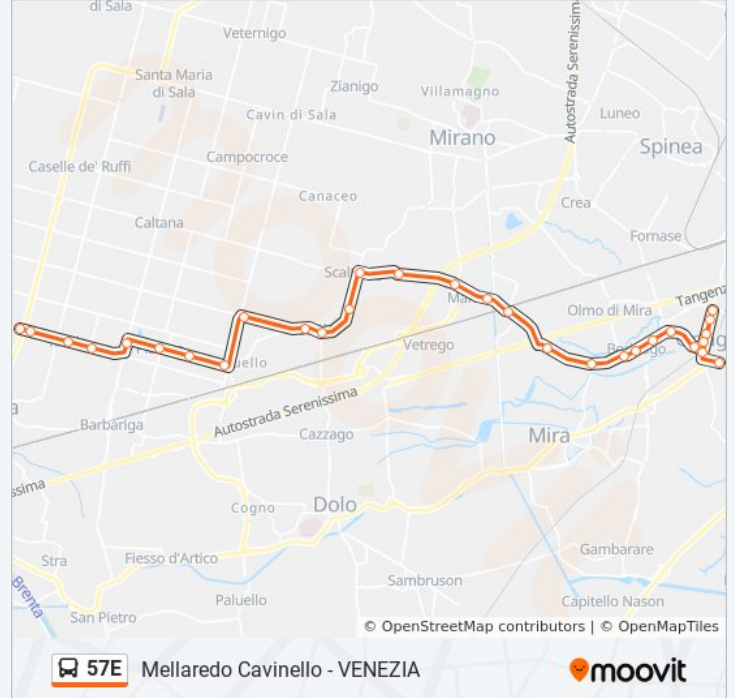 di Sala
Veternigo
Santa Maria
di Sala
Zianigo
Villamagno
Autostrada Serenissima
Luneo
Cavin di Sala
Mirano
Spinea
Caselle de' Ruffi
Campocroce
Canaceo
Crea
Caltana
Fornase
Scal
Tangenz
Mar
Olmo di Mira
Vetrego
uello
Autostrada Serenissima
Barbariga
Cazzago
Mira
ssima
Dolo
Cogno
Gambarare
Stra
Fiesso d'Artico
Sambruson
Brenta
Paluello
Capitello Nason
San Pietro
© OpenStreetMap contributors | © OpenMapTiles
57E
Mellaredo Cavinello - VENEZIA
moovit